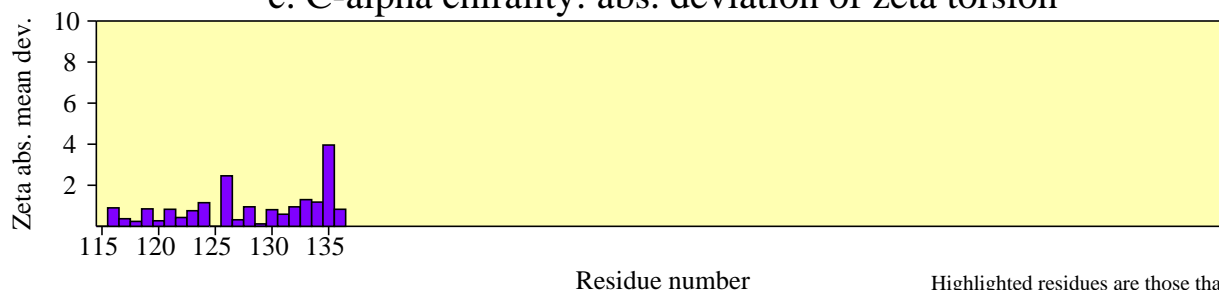 c. C-alpha chirality: abs. deviation of zeta torsion
Zeta abs. mean dev.
10
8
6
4
2
115 120 125 130 135
Residue number
Highlighted residues are those tha